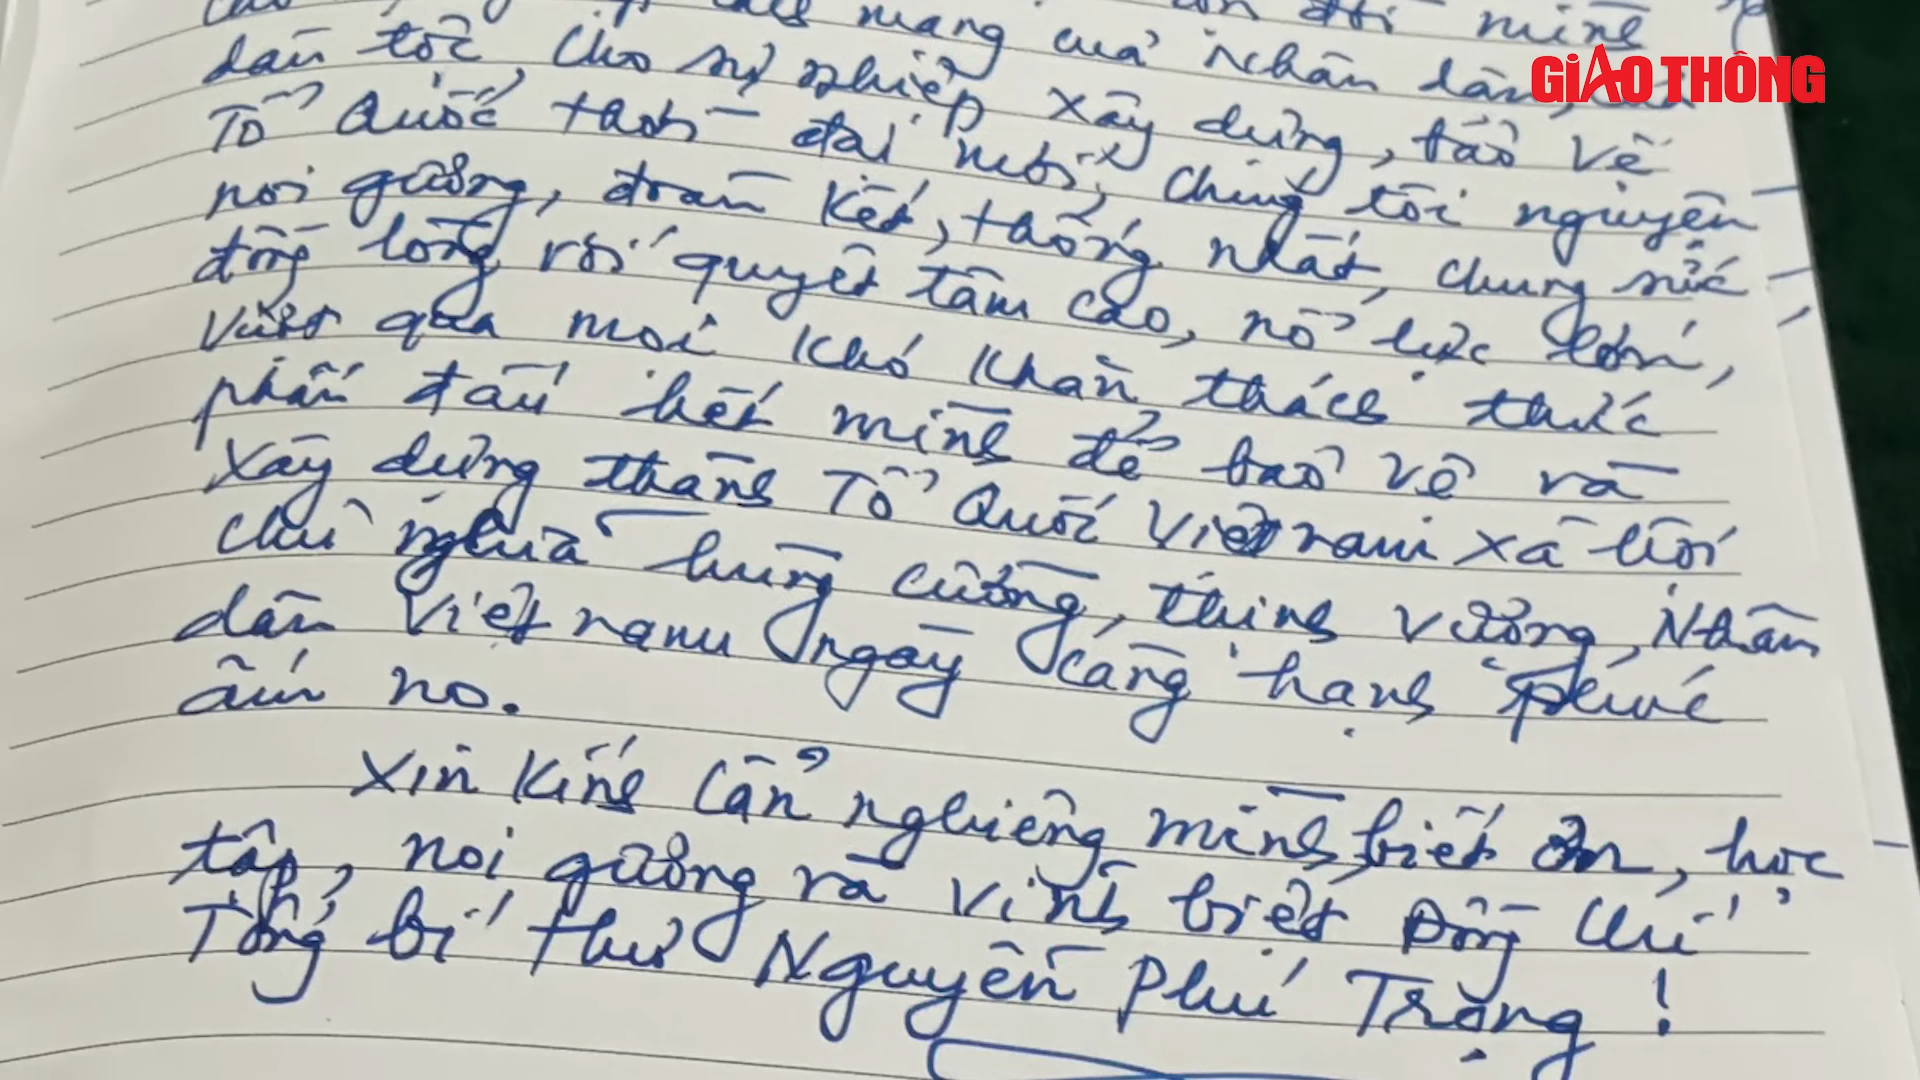 mạng của nhân dân, của
GIAO THÔNG
dân tộc, cho sự nghiệp xây dựng, bảo vệ
Tổ Quốc thời đại mới, chúng tôi nguyện
noi gương, đoàn kết, thống nhất, chung sức
đồng lòng với quyết tâm cao, nỗ lực lớn,
vượt qua mọi khó khăn thách thức
phấn đấu hết mình để bảo vệ và
xây dựng thành Tổ Quốc Việt nam xã hội
chủ nghĩa hùng cường, thịnh vượng, Nhân
dân Việt nam ngày càng hạnh phúc
ấm no.
Xin kính cẩn nghiêng mình, biết ơn, học
tập, noi gương và vĩnh biệt Đồng chí
Tổng bí thư Nguyễn Phú Trọng !